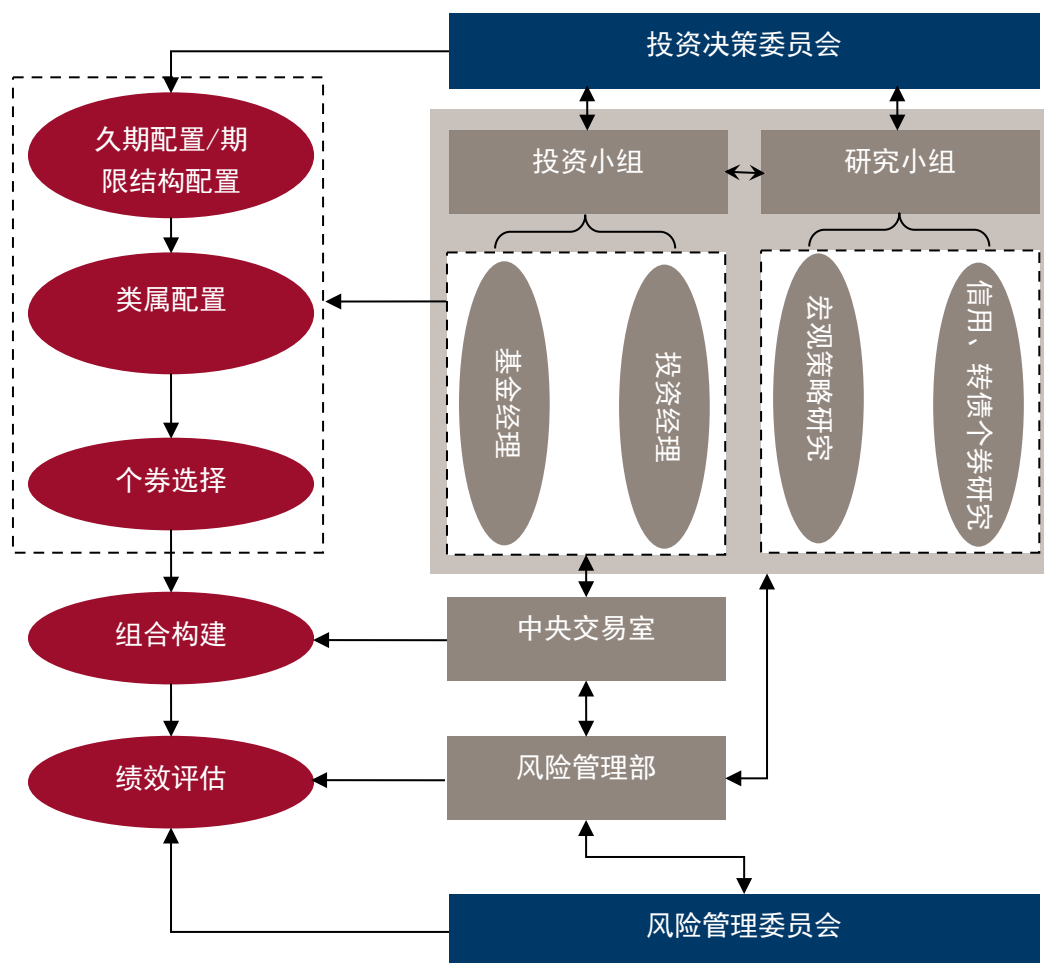 投资决策委员会
久期配置/期
限结构配置
投资小组
研究小组
类属配置
基金经理
投资经理
宏观策略研究
信用、转债个券研究
个券选择
组合构建
中央交易室
绩效评估
风险管理部
风险管理委员会